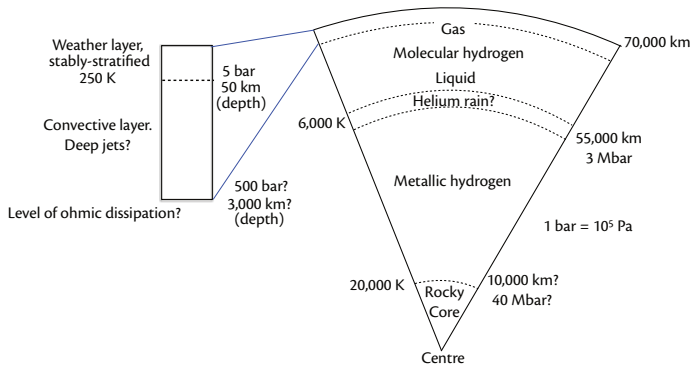 Weather layer,
stably-stratified
250 K
5 bar
50 km
(depth)
Convective layer.
Deep jets?
500 bar?
3,000 km?
(depth)
Level of ohmic dissipation?
Gas
70,000 km
Molecular hydrogen
Liquid
Helium rain?
6,000 K
55,000 km
3 Mbar
Metallic hydrogen
1 bar = 10⁵ Pa
20,000 K
10,000 km?
40 Mbar?
Rocky
Core
Centre